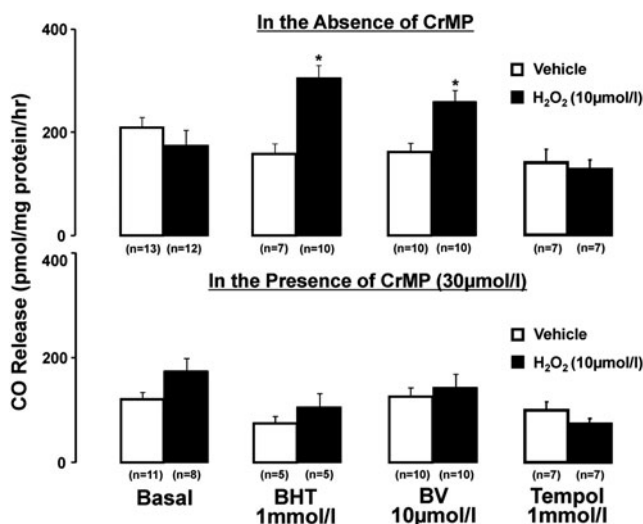 In the Absence of CrMP
400
200
0
* *
Vehicle
H₂O₂ (10µmol/l)
(n=13) (n=12) (n=7) (n=10) (n=10) (n=10) (n=7) (n=7)
CO Release (pmol/mg protein/hr)
In the Presence of CrMP (30µmol/l)
400
200
0
Vehicle
H₂O₂ (10µmol/l)
(n=11) (n=8) (n=5) (n=5) (n=10) (n=10) (n=7) (n=7)
Basal BHT BV Tempol
1mmol/l 10µmol/l 1mmol/l